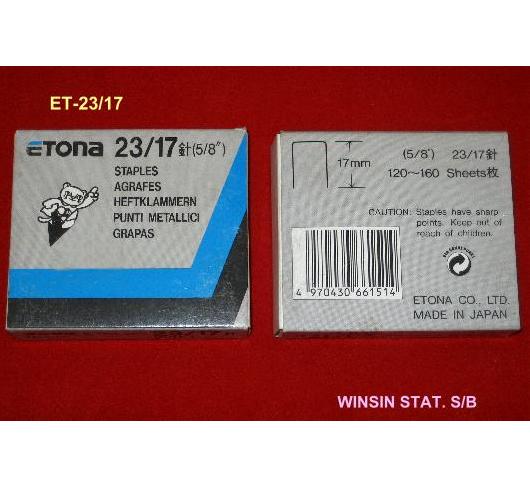 ET-23/17
ETONA 23/17針(5/8″)
STAPLES
AGRAFES
HEFTKLAMMERN
PUNTI METALLICI
GRAPAS
23/17
17mm
(5/8″) 23/17針
120～160 Sheets枚
CAUTION: Staples have sharp
points. Keep out of
reach of children.
4 970430 661514
ETONA CO., LTD.
MADE IN JAPAN
WINSIN STAT. S/B